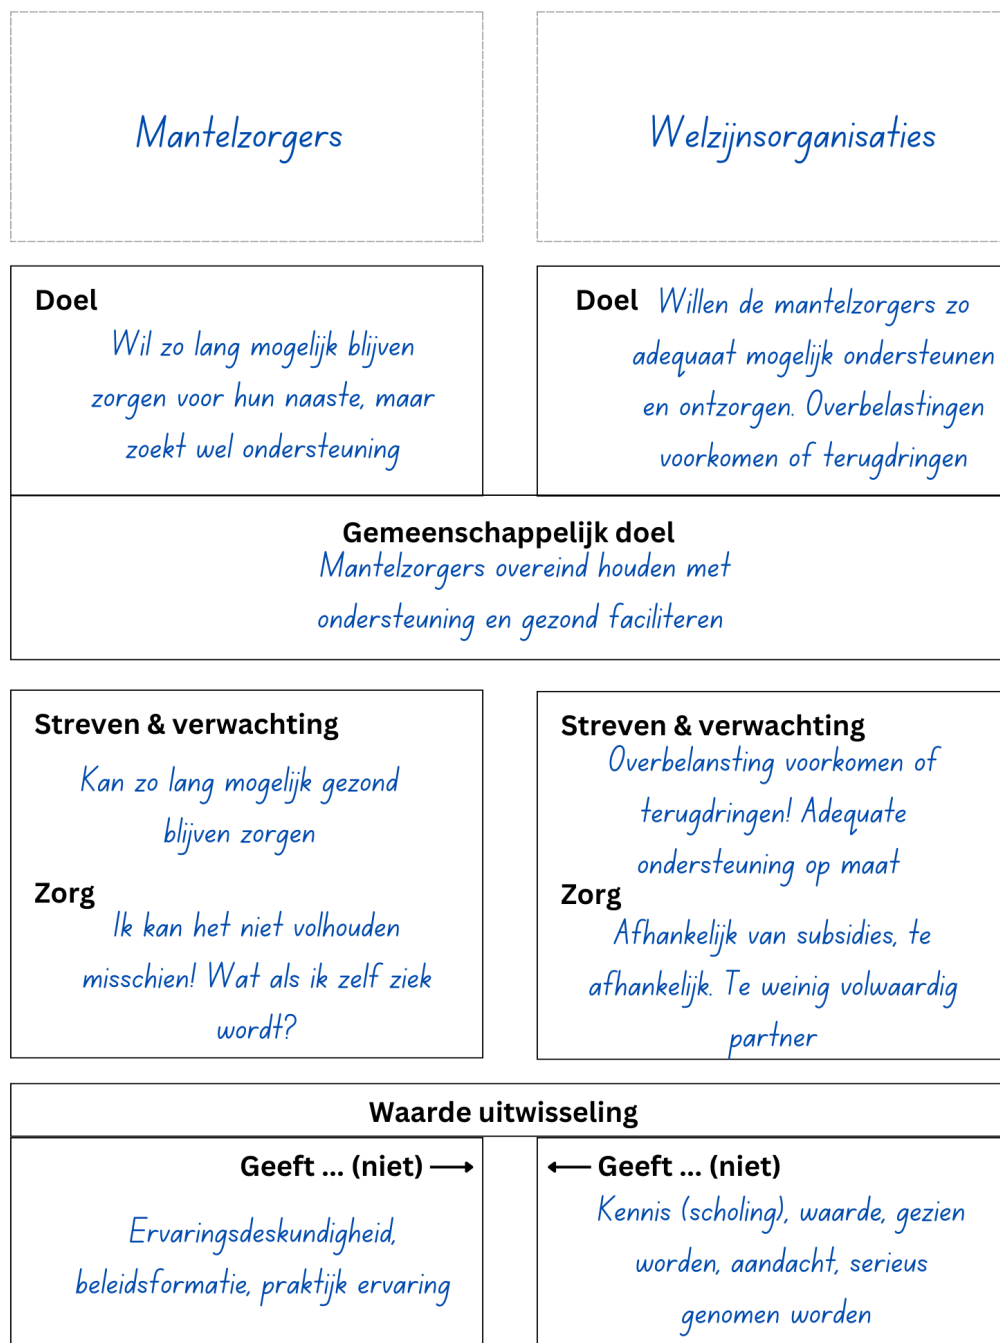 Mantelzorgers
Welzijnsorganisaties
Doel
Wil zo lang mogelijk blijven
zorgen voor hun naaste, maar
zoekt wel ondersteuning
Doel Willen de mantelzorgers zo
adequaat mogelijk ondersteunen
en ontzorgen. Overbelastingen
voorkomen of terugdringen
Gemeenschappelijk doel
Mantelzorgers overeind houden met
ondersteuning en gezond faciliteren
Streven & verwachting
Kan zo lang mogelijk gezond
blijven zorgen
Zorg
Ik kan het niet volhouden
misschien! Wat als ik zelf ziek
wordt?
Streven & verwachting
Overbelansting voorkomen of
terugdringen! Adequate
ondersteuning op maat
Zorg
Afhankelijk van subsidies, te
afhankelijk. Te weinig volwaardig
partner
Waarde uitwisseling
Geeft ... (niet) →
Ervaringsdeskundigheid,
beleidsformatie, praktijk ervaring
← Geeft ... (niet)
Kennis (scholing), waarde, gezien
worden, aandacht, serieus
genomen worden